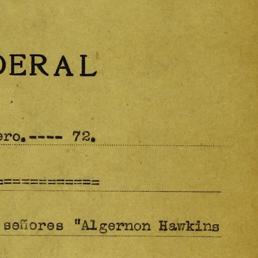 DERAL
ero.---- 72.
===========
señores "Algernon Hawkins